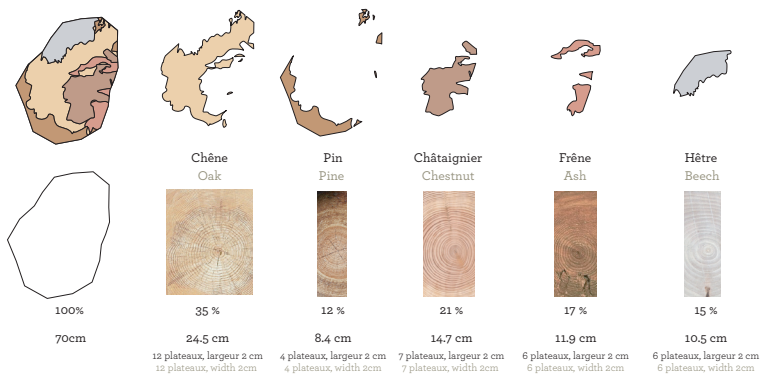 Chêne
Oak
Pin
Pine
Châtaignier
Chestnut
Frêne
Ash
Hêtre
Beech
100%
35 %
12 %
21 %
17 %
15 %
70cm
24.5 cm
8.4 cm
14.7 cm
11.9 cm
10.5 cm
12 plateaux, largeur 2 cm
4 plateaux, largeur 2 cm
7 plateaux, largeur 2 cm
6 plateaux, largeur 2 cm
6 plateaux, largeur 2 cm
12 plateaux, width 2cm
4 plateaux, width 2cm
7 plateaux, width 2cm
6 plateaux, width 2cm
6 plateaux, width 2cm